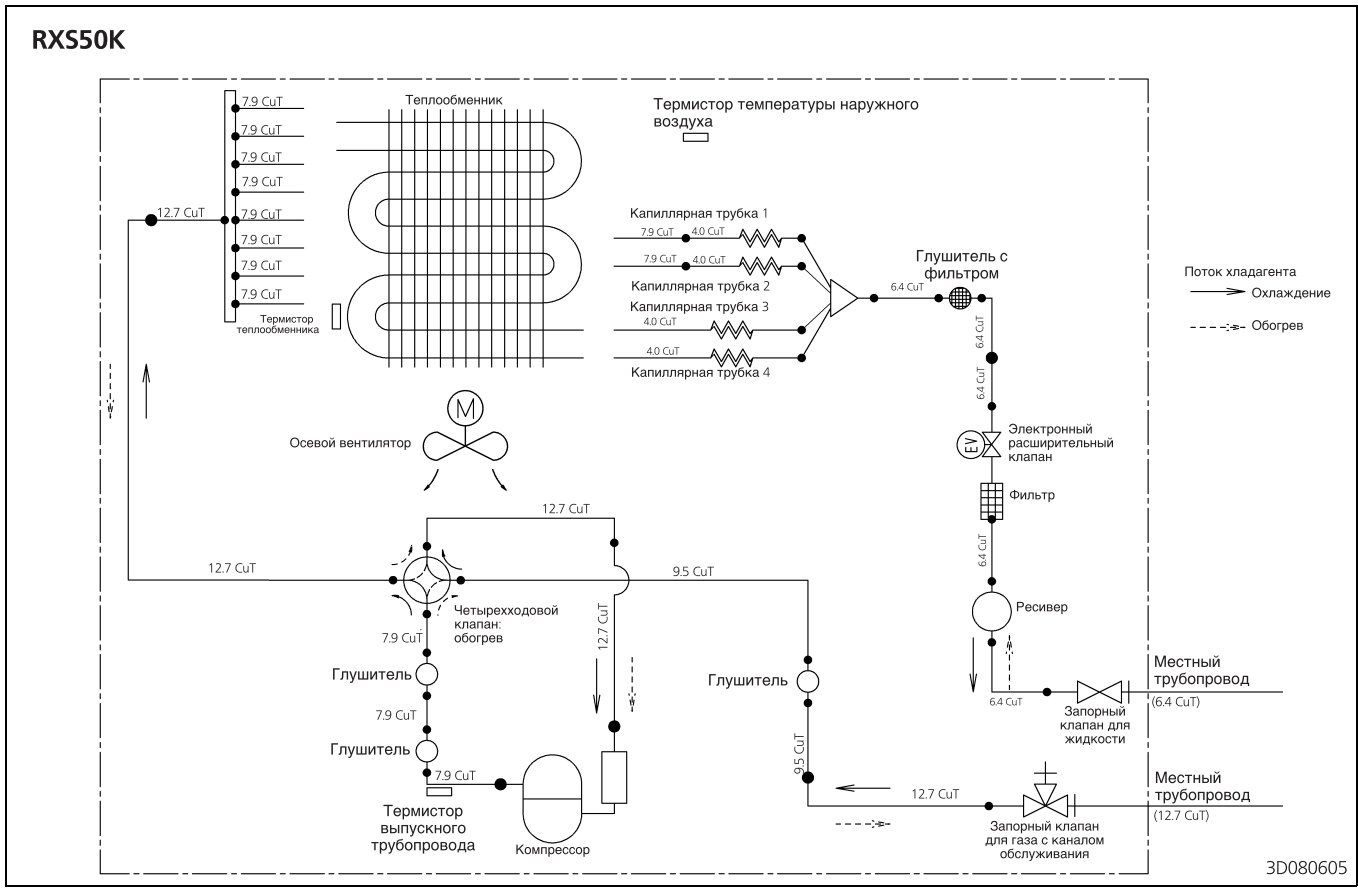 RXS50K
Теплообменник
Термистор температуры наружного
воздуха
7.9 CuT
7.9 CuT
7.9 CuT
7.9 CuT
7.9 CuT
7.9 CuT
7.9 CuT
7.9 CuT
12.7 CuT
Термистор
теплообменника
Капиллярная трубка 1
7.9 CuT
4.0 CuT
7.9 CuT
4.0 CuT
Капиллярная трубка 2
Капиллярная трубка 3
4.0 CuT
4.0 CuT
Капиллярная трубка 4
Глушитель с
фильтром
6.4 CuT
6.4 CuT
6.4 CuT
Поток хладагента
Охлаждение
Обогрев
M
Осевой вентилятор
EV
Электронный
расширительный
клапан
Фильтр
6.4 CuT
Ресивер
12.7 CuT
12.7 CuT
9.5 CuT
Четырехходовой
клапан:
обогрев
7.9 CuT
12.7 CuT
Глушитель
7.9 CuT
Глушитель
7.9 CuT
Термистор
выпускного
трубопровода
Компрессор
Глушитель
9.5 CuT
6.4 CuT
Запорный
клапан для
жидкости
Местный
трубопровод
(6.4 CuT)
12.7 CuT
Запорный клапан
для газа с каналом
обслуживания
Местный
трубопровод
(12.7 CuT)
3D080605